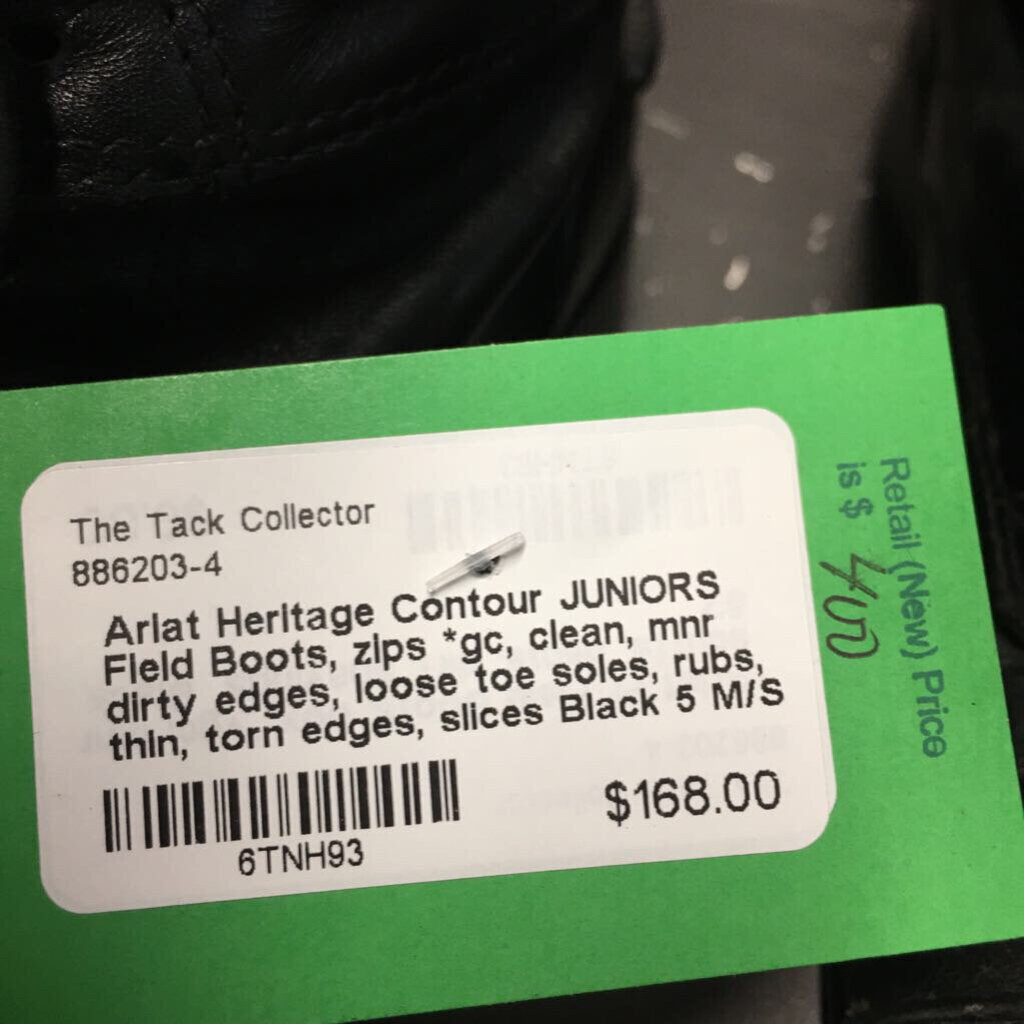 The Tack Collector
886203-4
Ariat Heritage Contour JUNIORS
Field Boots, zips *gc, clean, mnr
dirty edges, loose toe soles, rubs,
thin, torn edges, slices Black 5 M/S
6TNH93
$168.00
Retail (New) Price
is $ 400